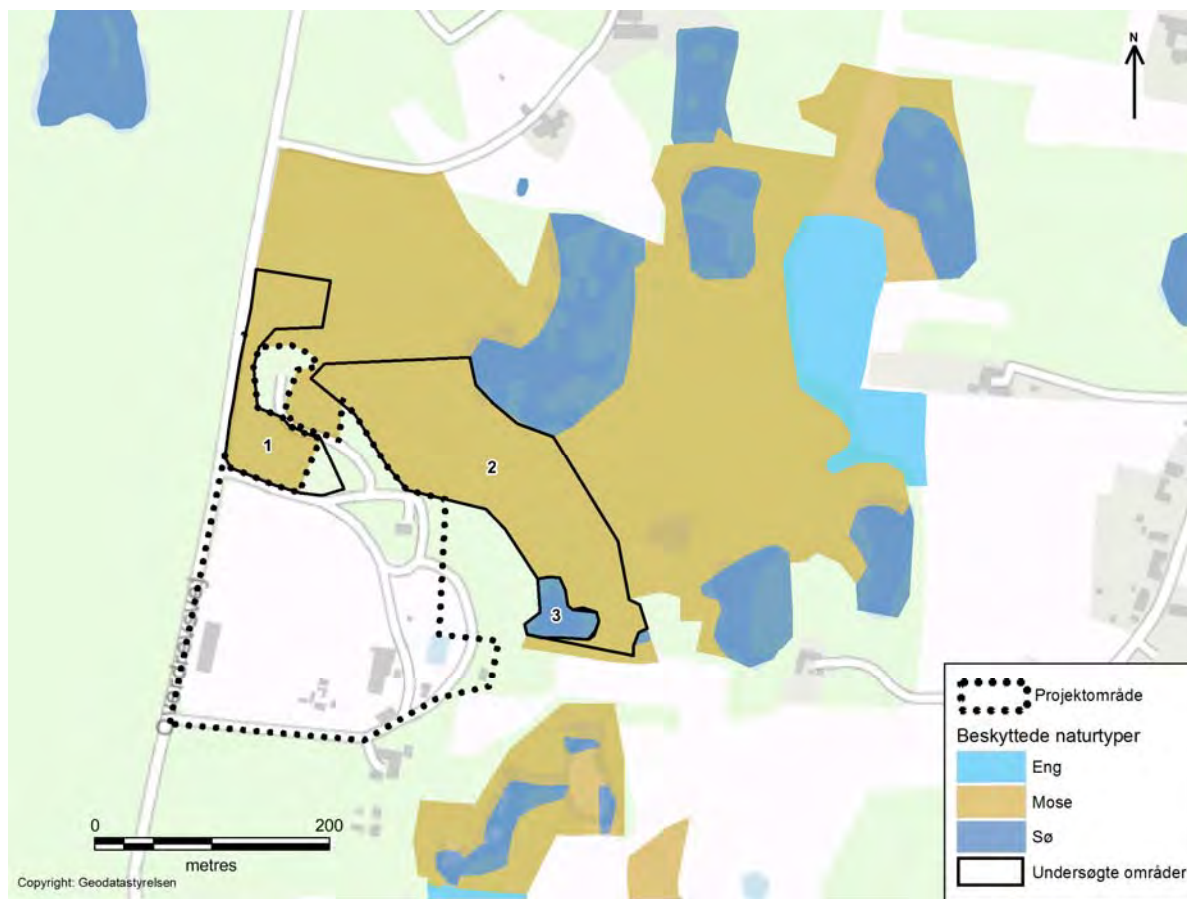 N
1
2
3
0 200
metres
Copyright: Geodatastyrelsen
Projektområde
Beskyttede naturtyper
Eng
Mose
Sø
Undersøgte områder